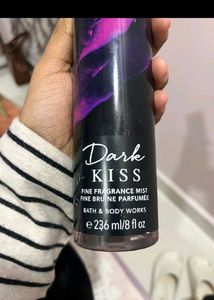 Dark
KISS
FINE FRAGRANCE MIST
FINE BRUME PARFUMÉE
BATH & BODY WORKS
℮ 236 ml/8 fl oz